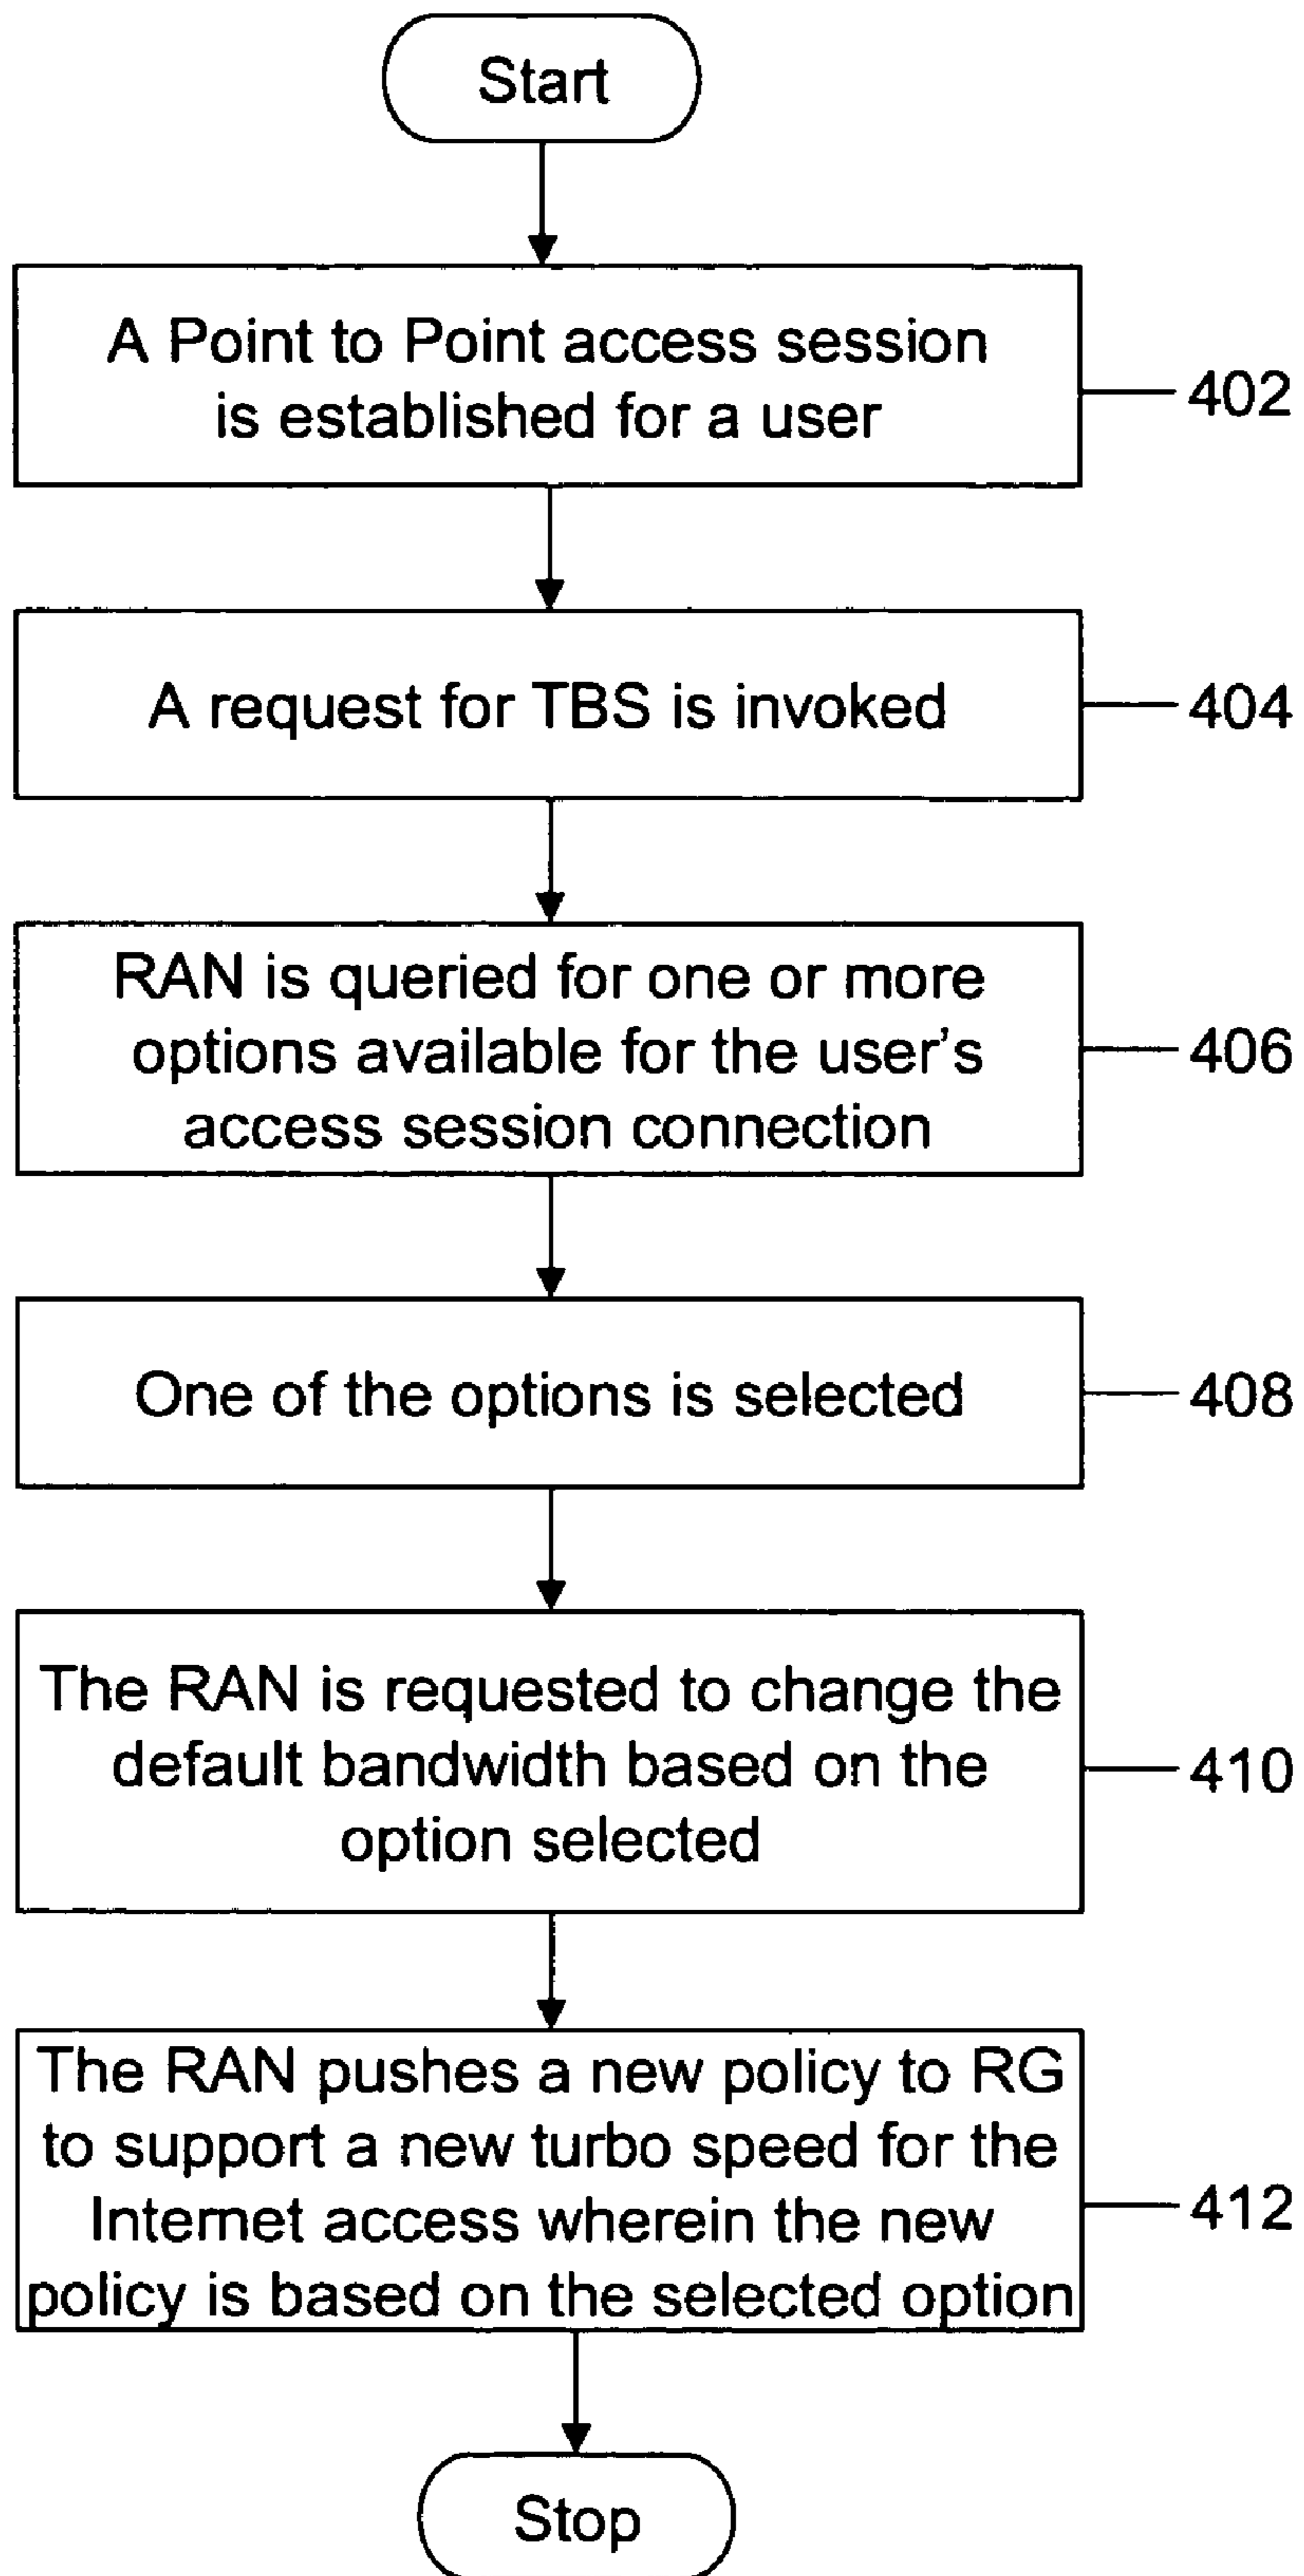 Start
A Point to Point access session
is established for a user
402
A request for TBS is invoked
404
RAN is queried for one or more
options available for the user's
access session connection
406
One of the options is selected
408
The RAN is requested to change the
default bandwidth based on the
option selected
410
The RAN pushes a new policy to RG
to support a new turbo speed for the
Internet access wherein the new
policy is based on the selected option
412
Stop